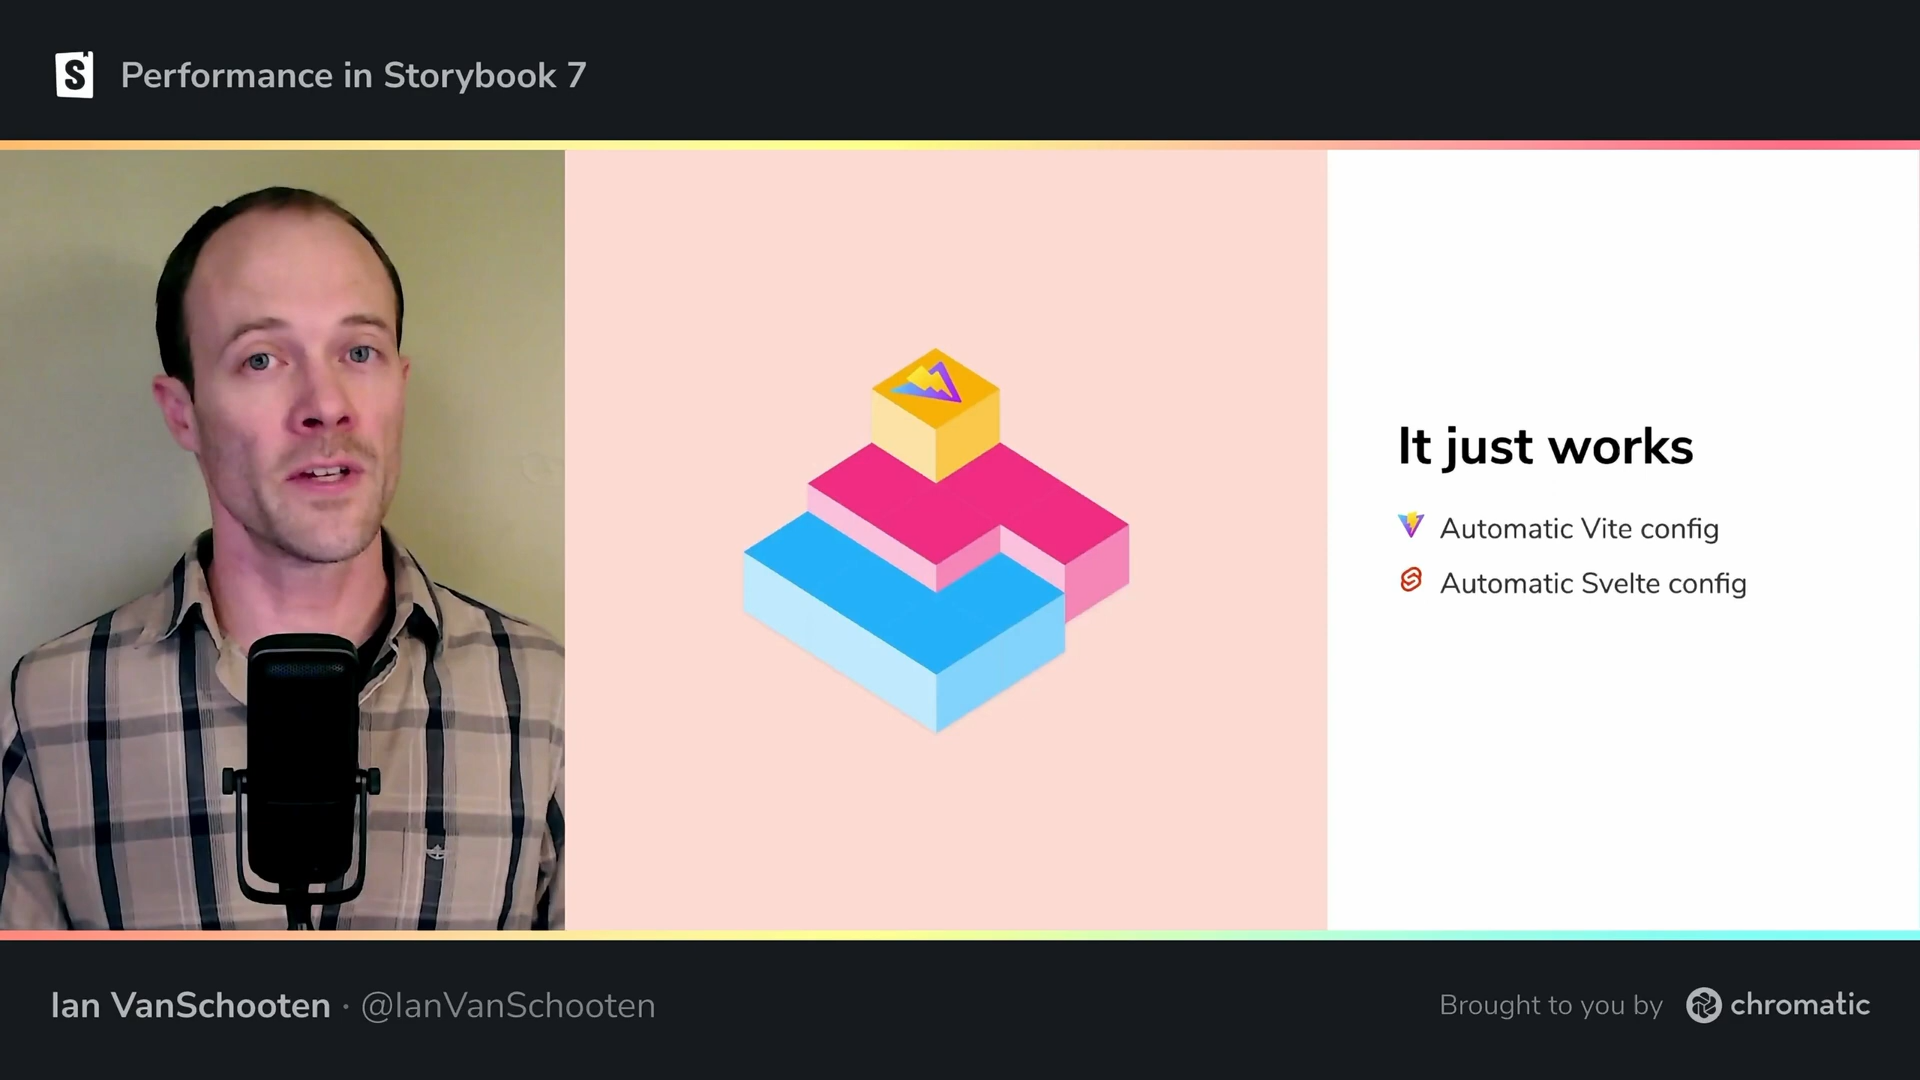 S Performance in Storybook 7
It just works
Automatic Vite config
Automatic Svelte config
Ian VanSchooten · @IanVanSchooten
Brought to you by chromatic